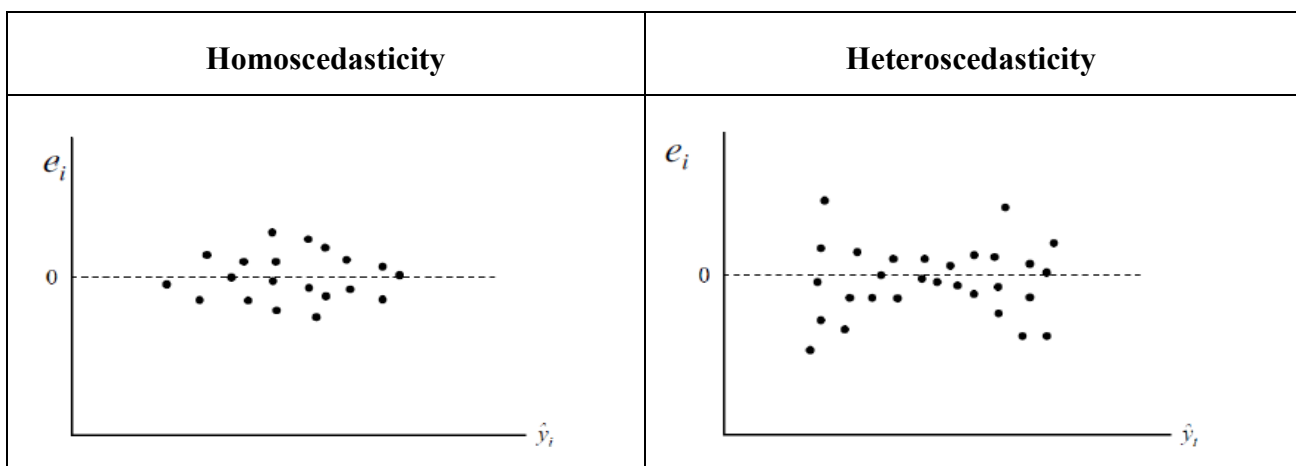 Homoscedasticity
Heteroscedasticity
e_i
0
ŷ_i
e_i
0
ŷ_t